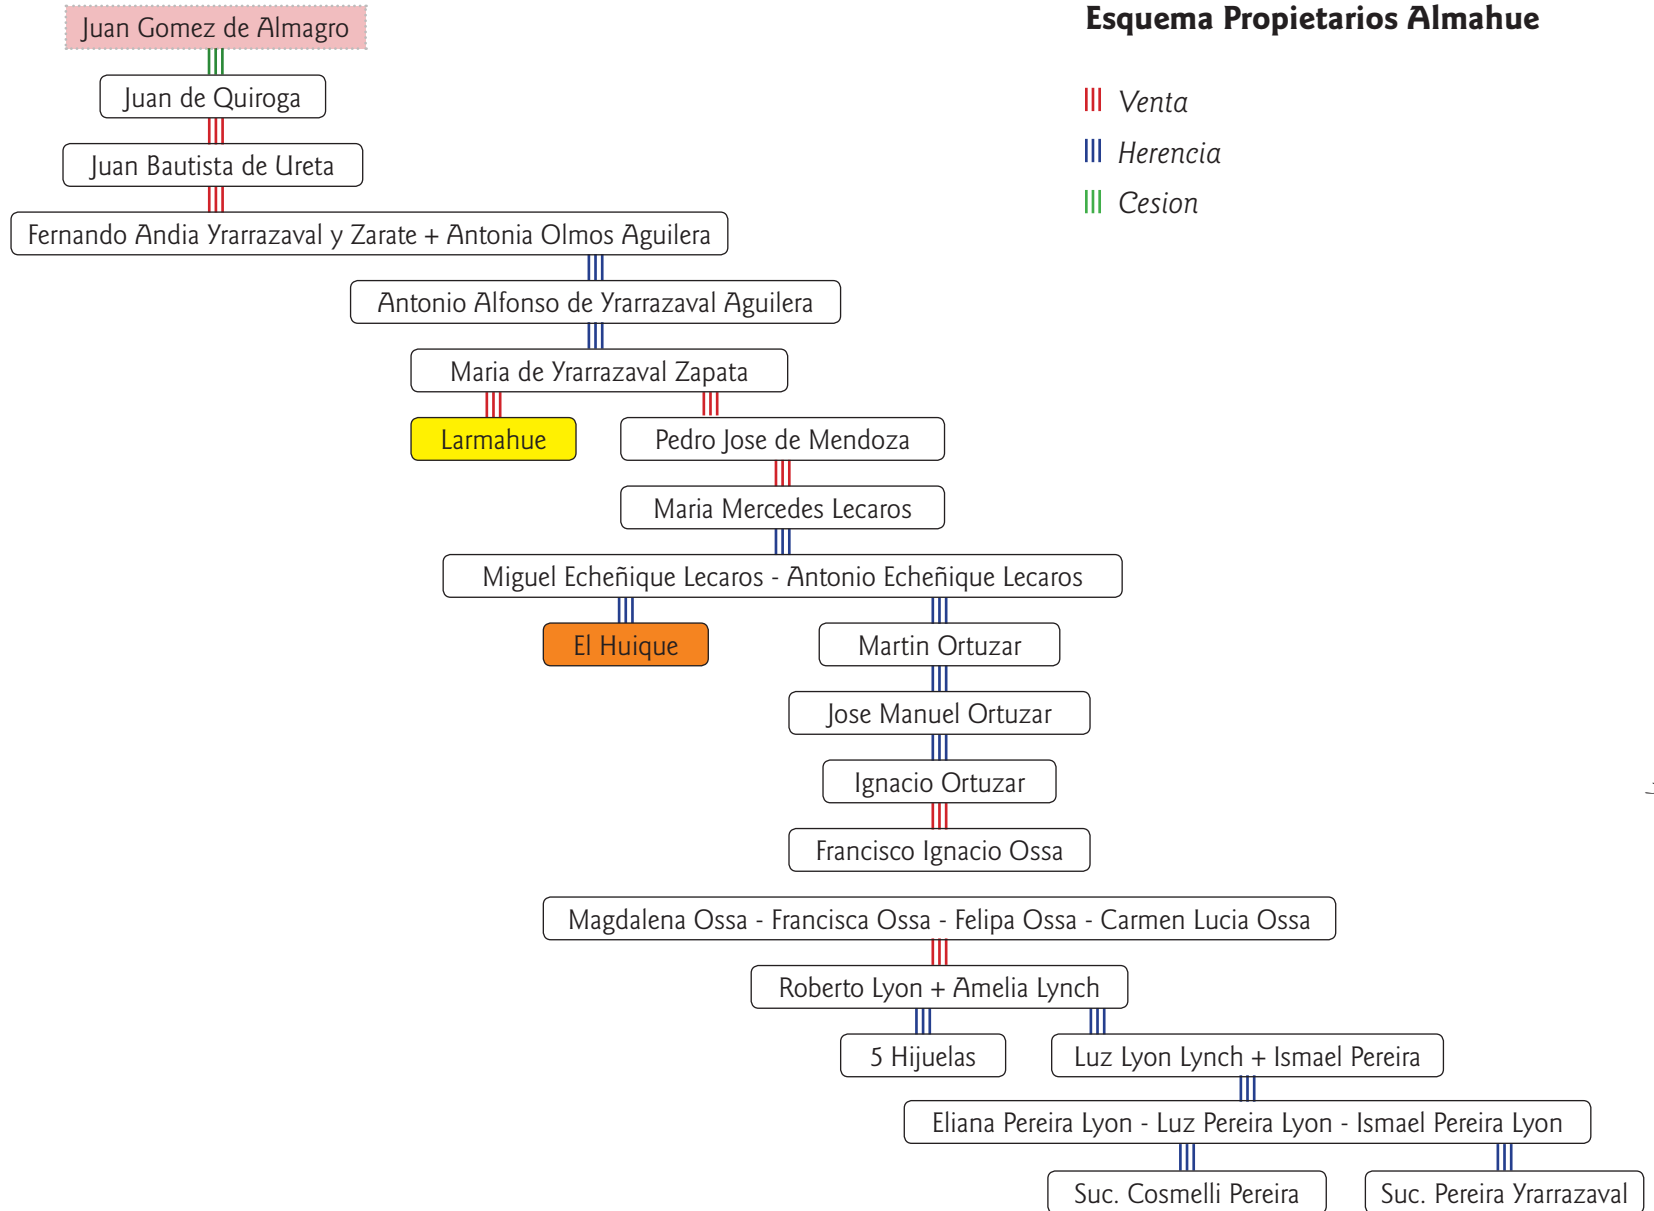 Juan Gomez de Almagro
Esquema Propietarios Almahue
Venta
Herencia
Cesion
Juan de Quiroga
Juan Bautista de Ureta
Fernando Andia Yrarrazaval y Zarate + Antonia Olmos Aguilera
Antonio Alfonso de Yrarrazaval Aguilera
Maria de Yrarrazaval Zapata
Larmahue
Pedro Jose de Mendoza
Maria Mercedes Lecaros
Miguel Echeñique Lecaros - Antonio Echeñique Lecaros
El Huique
Martin Ortuzar
Jose Manuel Ortuzar
Ignacio Ortuzar
Francisco Ignacio Ossa
Magdalena Ossa - Francisca Ossa - Felipa Ossa - Carmen Lucia Ossa
Roberto Lyon + Amelia Lynch
5 Hijuelas
Luz Lyon Lynch + Ismael Pereira
Eliana Pereira Lyon - Luz Pereira Lyon - Ismael Pereira Lyon
Suc. Cosmelli Pereira
Suc. Pereira Yrarrazaval